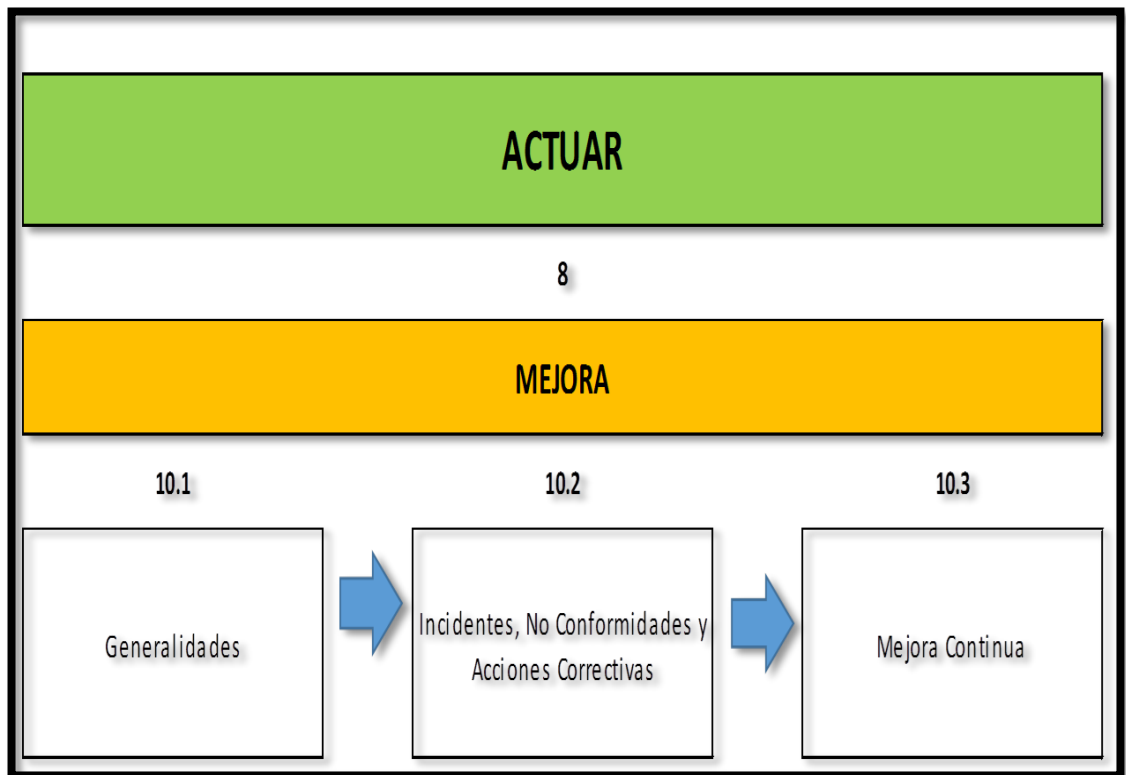 ACTUAR
8
MEJORA
10.1
10.2
10.3
Generalidades
Incidentes, No Conformidades y
Acciones Correctivas
Mejora Continua